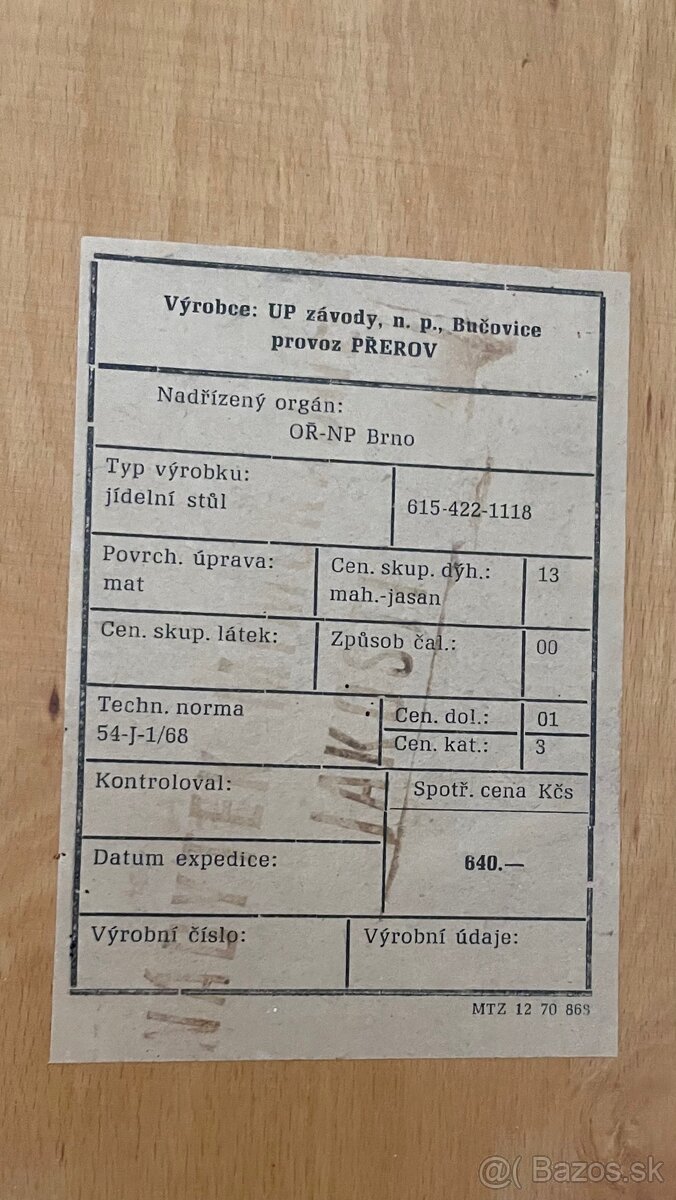 Výrobce: UP závody, n. p., Bučovice
provoz PŘEROV
Nadřízený orgán:
OŘ-NP Brno
Typ výrobku:
jídelní stůl
615-422-1118
Povrch. úprava:
mat
Cen. skup. dýh.:
mah.-jasan
13
Cen. skup. látek:
Způsob čal.:
00
Techn. norma
54-J-1/68
Cen. dol.:
01
Cen. kat.:
3
Kontroloval:
Spotř. cena Kčs
Datum expedice:
640.—
Výrobní číslo:
Výrobní údaje:
MTZ 12 70
JAKOSTI
@( Bazos.sk